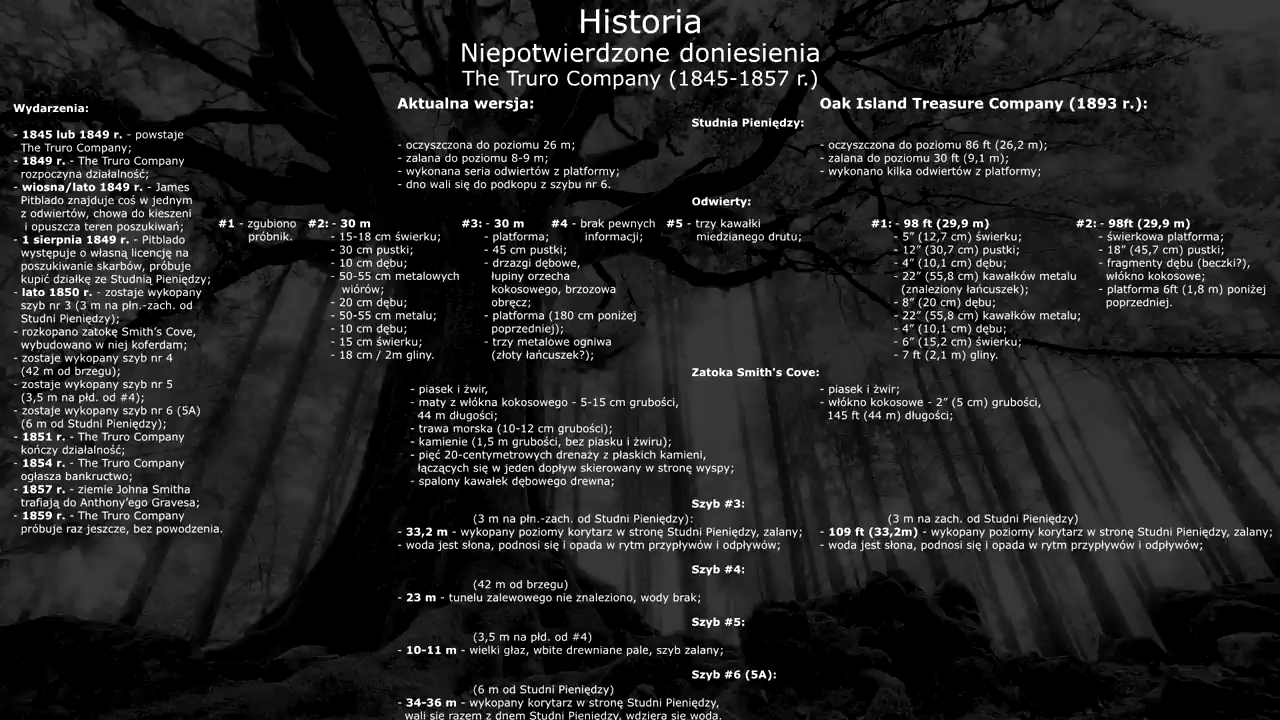 Historia
Niepotwierdzone doniesienia
The Truro Company (1845-1857 r.)
Wydarzenia:
- 1845 lub 1849 r. - powstaje
The Truro Company;
- 1849 r. - The Truro Company
rozpoczyna działalność;
- wiosna/lato 1849 r. - James
Pitblado znajduje coś w jednym
z odwiertów, chowa do kieszeni
i opuszcza teren poszukiwań;
- 1 sierpnia 1849 r. - Pitblado
występuje o własną licencję na
poszukiwanie skarbów, próbuje
kupić działkę ze Studnią Pieniędzy;
- lato 1850 r. - zostaje wykopany
szyb nr 3 (3 m na płn.-zach. od
Studni Pieniędzy);
- rozkopano zatokę Smith's Cove,
wybudowano w niej koferdam;
- zostaje wykopany szyb nr 4
(42 m od brzegu);
- zostaje wykopany szyb nr 5
(3,5 m na płd. od #4);
- zostaje wykopany szyb nr 6 (5A)
(6 m od Studni Pieniędzy);
- 1851 r. - The Truro Company
kończy działalność;
- 1854 r. - The Truro Company
ogłasza bankructwo;
- 1857 r. - ziemie Johna Smitha
trafiają do Anthony'ego Gravesa;
- 1859 r. - The Truro Company
próbuje raz jeszcze, bez powodzenia.
Aktualna wersja:
Oak Island Treasure Company (1893 r.):
Studnia Pieniędzy:
- oczyszczona do poziomu 26 m;
- zalana do poziomu 8-9 m;
- wykonana seria odwiertów z platformy;
- dno wali się do podkopu z szybu nr 6.
- oczyszczona do poziomu 86 ft (26,2 m);
- zalana do poziomu 30 ft (9,1 m);
- wykonano kilka odwiertów z platformy;
Odwierty:
#1 - zgubiono
próbnik.
#2: - 30 m
- 15-18 cm świerku;
- 30 cm pustki;
- 10 cm dębu;
- 50-55 cm metalowych
wiórów;
- 20 cm dębu;
- 50-55 cm metalu;
- 10 cm dębu;
- 15 cm świerku;
- 18 cm / 2m gliny.
#3: - 30 m
- platforma;
- 45 cm pustki;
- drzazgi dębowe,
łupiny orzecha
kokosowego, brzozowa
obręcz;
- platforma (180 cm poniżej
poprzedniej);
- trzy metalowe ogniwa
(złoty łańcuszek?);
#4 - brak pewnych
informacji;
#5 - trzy kawałki
miedzianego drutu;
#1: - 98 ft (29,9 m)
- 5” (12,7 cm) świerku;
- 12” (30,7 cm) pustki;
- 4” (10,1 cm) dębu;
- 22” (55,8 cm) kawałków metalu
(znaleziony łańcuszek);
- 8” (20 cm) dębu;
- 22” (55,8 cm) kawałków metalu;
- 4” (10,1 cm) dębu;
- 6” (15,2 cm) świerku;
- 7 ft (2,1 m) gliny.
#2: - 98ft (29,9 m)
- świerkowa platforma;
- 18” (45,7 cm) pustki;
- fragmenty dębu (beczki?),
włókno kokosowe;
- platforma 6ft (1,8 m) poniżej
poprzedniej.
Zatoka Smith's Cove:
- piasek i żwir,
- maty z włókna kokosowego - 5-15 cm grubości,
44 m długości;
- trawa morska (10-12 cm grubości);
- kamienie (1,5 m grubości, bez piasku i żwiru);
- pięć 20-centymetrowych drenaży z płaskich kamieni,
łączących się w jeden dopływ skierowany w stronę wyspy;
- spalony kawałek dębowego drewna;
- piasek i żwir;
- włókno kokosowe - 2” (5 cm) grubości,
145 ft (44 m) długości;
Szyb #3:
(3 m na płn.-zach. od Studni Pieniędzy):
- 33,2 m - wykopany poziomy korytarz w stronę Studni Pieniędzy, zalany;
- woda jest słona, podnosi się i opada w rytm przypływów i odpływów;
(3 m na zach. od Studni Pieniędzy)
- 109 ft (33,2m) - wykopany poziomy korytarz w stronę Studni Pieniędzy, zalany;
- woda jest słona, podnosi się i opada w rytm przypływów i odpływów;
Szyb #4:
(42 m od brzegu)
- 23 m - tunelu zalewowego nie znaleziono, wody brak;
Szyb #5:
(3,5 m na płd. od #4)
- 10-11 m - wielki głaz, wbite drewniane pale, szyb zalany;
Szyb #6 (5A):
(6 m od Studni Pieniędzy)
- 34-36 m - wykopany korytarz w stronę Studni Pieniędzy,
wali się razem z dnem Studni Pieniędzy, wdziera się woda.